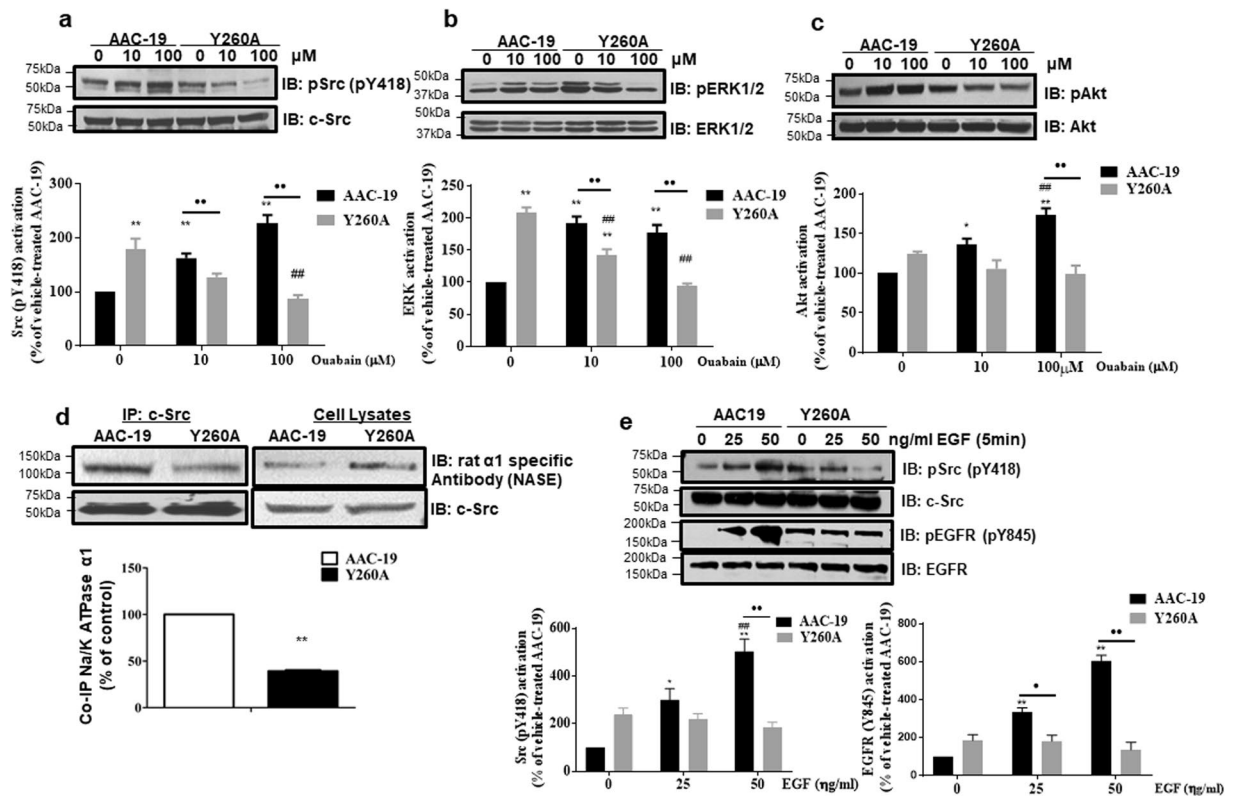 a
AAC-19 Y260A
0 10 100 0 10 100 µM
75kDa
50kDa
IB: pSrc (pY418)
75kDa
50kDa
IB: c-Src
Src (pY418) activation
(% of vehicle-treated AAC-19)
300
200
100
0
AAC-19
Y260A
**
**
••
**
••
##
0 10 100 Ouabain (µM)
b
AAC-19 Y260A
0 10 100 0 10 100 µM
50kDa
37kDa
IB: pERK1/2
50kDa
37kDa
IB: ERK1/2
ERK activation
(% of vehicle-treated AAC-19)
250
200
150
100
50
0
AAC-19
Y260A
**
**
••
##
**
**
••
##
0 10 100 Ouabain (µM)
c
AAC-19 Y260A
0 10 100 0 10 100 µM
75kDa
50kDa
IB: pAkt
75kDa
50kDa
IB: Akt
Akt activation
(% of vehicle-treated AAC-19)
200
150
100
50
0
AAC-19
Y260A
*
##
**
••
0 10 100µM Ouabain (µM)
d
IP: c-Src Cell Lysates
AAC-19 Y260A AAC-19 Y260A
150kDa
100kDa
IB: rat α1 specific
Antibody (NASE)
75kDa
50kDa
IB: c-Src
Co-IP Na/K ATPase α1
(% of control)
150
100
50
0
AAC-19
Y260A
**
e
AAC19 Y260A
0 25 50 0 25 50 ng/ml EGF (5min)
75kDa
50kDa
IB: pSrc (pY418)
75kDa
50kDa
IB: c-Src
200kDa
150kDa
IB: pEGFR (pY845)
200kDa
150kDa
IB: EGFR
Src (pY418) activation
(% of vehicle-treated AAC-19)
600
400
200
0
AAC-19
Y260A
*
##
**
••
0 25 50 EGF (ηg/ml)
EGFR (Y845) activation
(% of vehicle-treated AAC-19)
800
600
400
200
0
AAC-19
Y260A
**
•
**
••
0 25 50 EGF (ηg/ml)